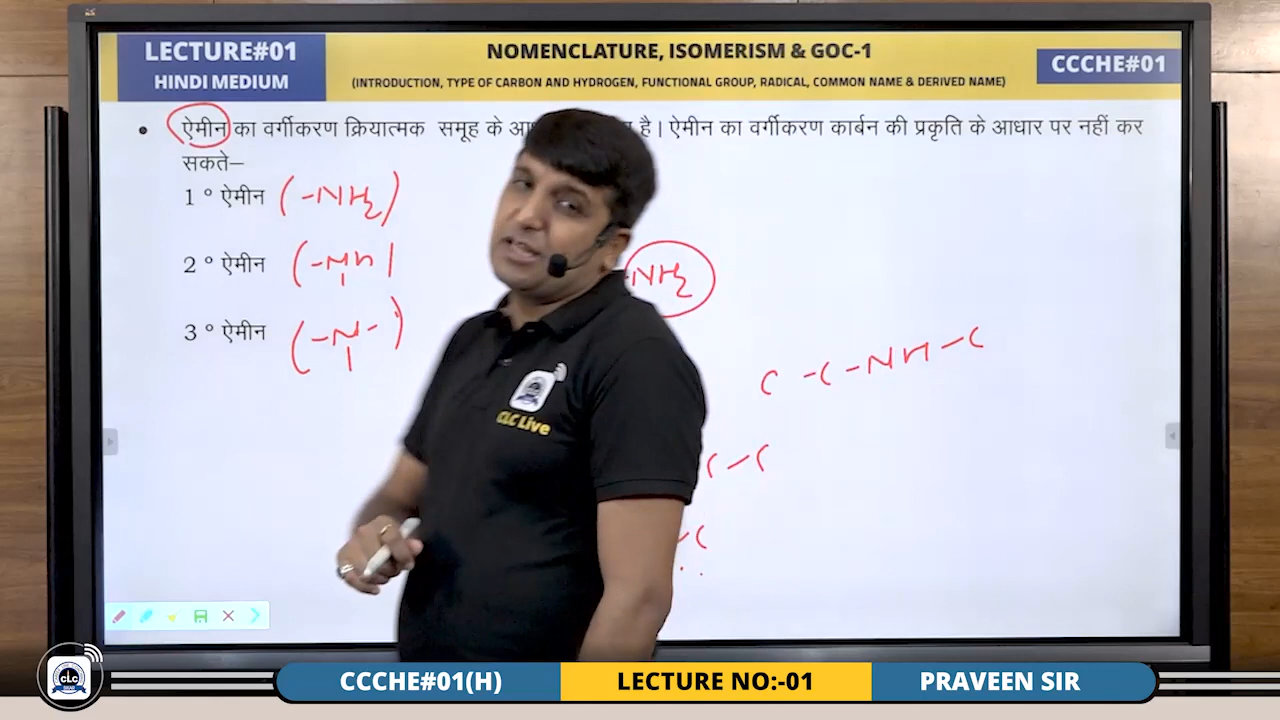 LECTURE#01
HINDI MEDIUM
NOMENCLATURE, ISOMERISM & GOC-1
(INTRODUCTION, TYPE OF CARBON AND HYDROGEN, FUNCTIONAL GROUP, RADICAL, COMMON NAME & DERIVED NAME)
CCCHE#01
• ऐमीन का वर्गीकरण क्रियात्मक समूह के है। ऐमीन का वर्गीकरण कार्बन की प्रकृति के आधार पर नहीं कर
सकते–
1° ऐमीन (-NH2)
2° ऐमीन (-NH
3° ऐमीन (-N-)
NH2
C-C-NH-C
C-C
C
CLC Live
CLC
CCCHE#01(H)
LECTURE NO:-01
PRAVEEN SIR